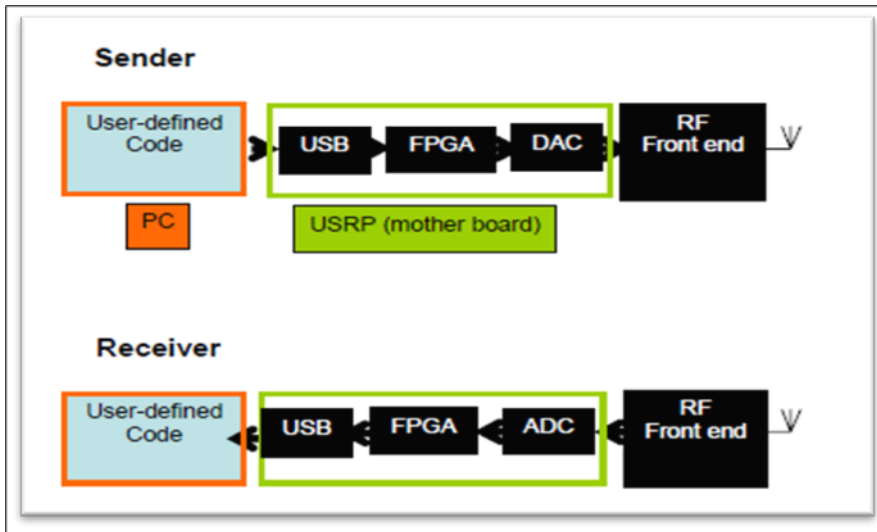 Sender
User-defined
Code
USB
FPGA
DAC
RF
Front end
PC
USRP (mother board)
Receiver
User-defined
Code
USB
FPGA
ADC
RF
Front end